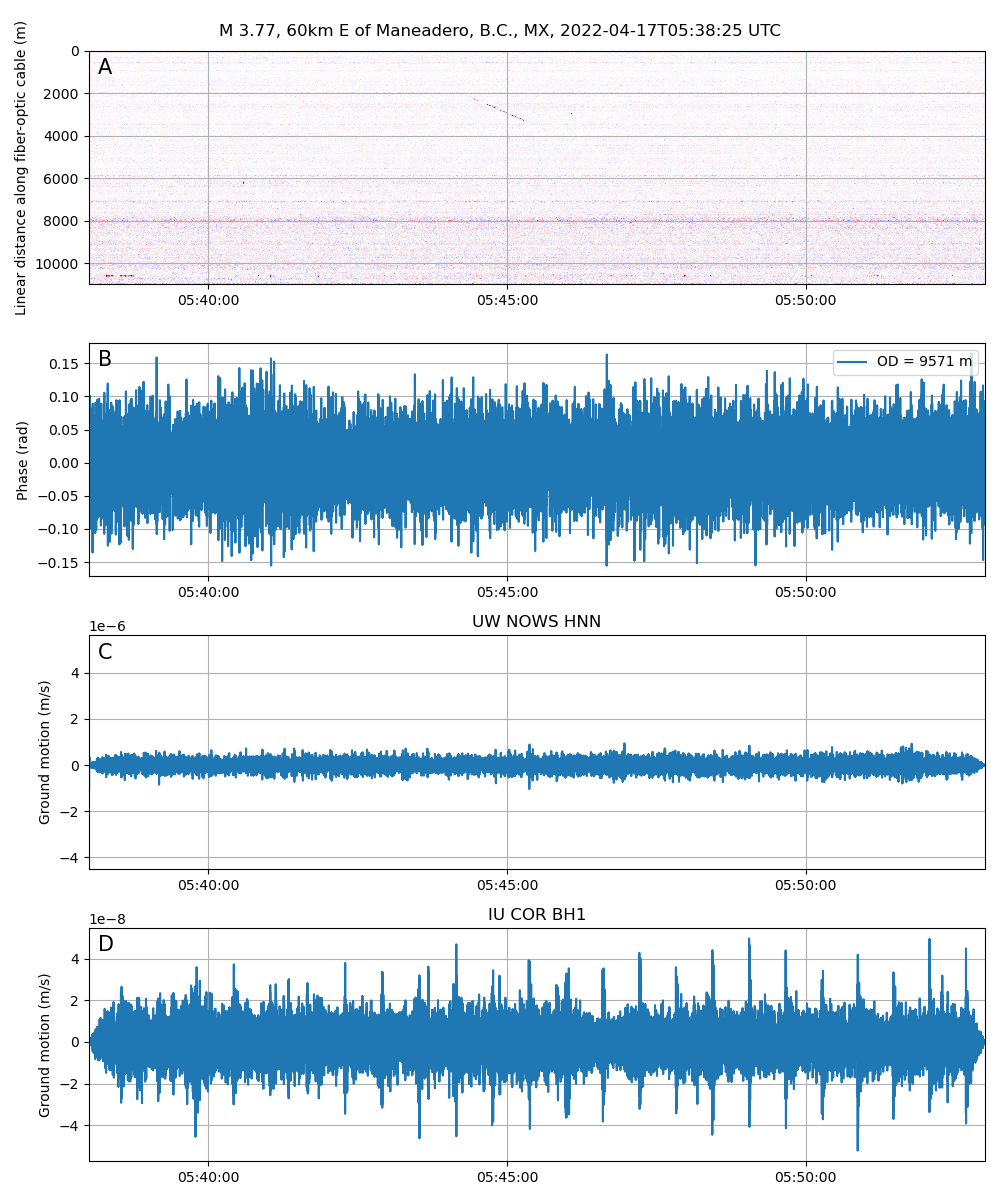 M 3.77, 60km E of Maneadero, B.C., MX, 2022-04-17T05:38:25 UTC
Linear distance along fiber-optic cable (m)
A
0
2000
4000
6000
8000
10000
05:40:00 05:45:00 05:50:00
B
OD = 9571 m
Phase (rad)
0.15
0.10
0.05
0.00
−0.05
−0.10
−0.15
05:40:00 05:45:00 05:50:00
UW NOWS HNN
1e−6
C
Ground motion (m/s)
4
2
0
−2
−4
05:40:00 05:45:00 05:50:00
IU COR BH1
1e−8
D
Ground motion (m/s)
4
2
0
−2
−4
05:40:00 05:45:00 05:50:00